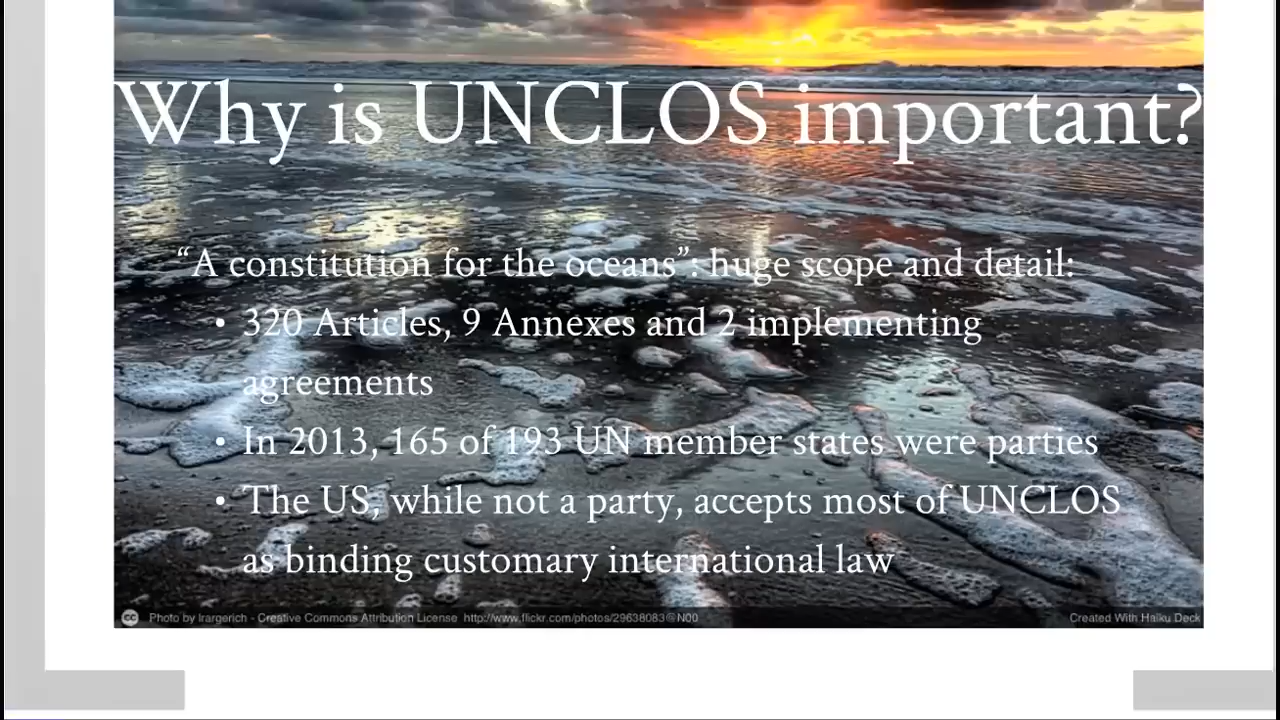 Why is UNCLOS important?
“A constitution for the oceans”: huge scope and detail:
• 320 Articles, 9 Annexes and 2 implementing
agreements
• In 2013, 165 of 193 UN member states were parties
• The US, while not a party, accepts most of UNCLOS
as binding customary international law
cc Photo by lrargerich - Creative Commons Attribution License http://www.flickr.com/photos/29638083@N00
Created With Haiku Deck